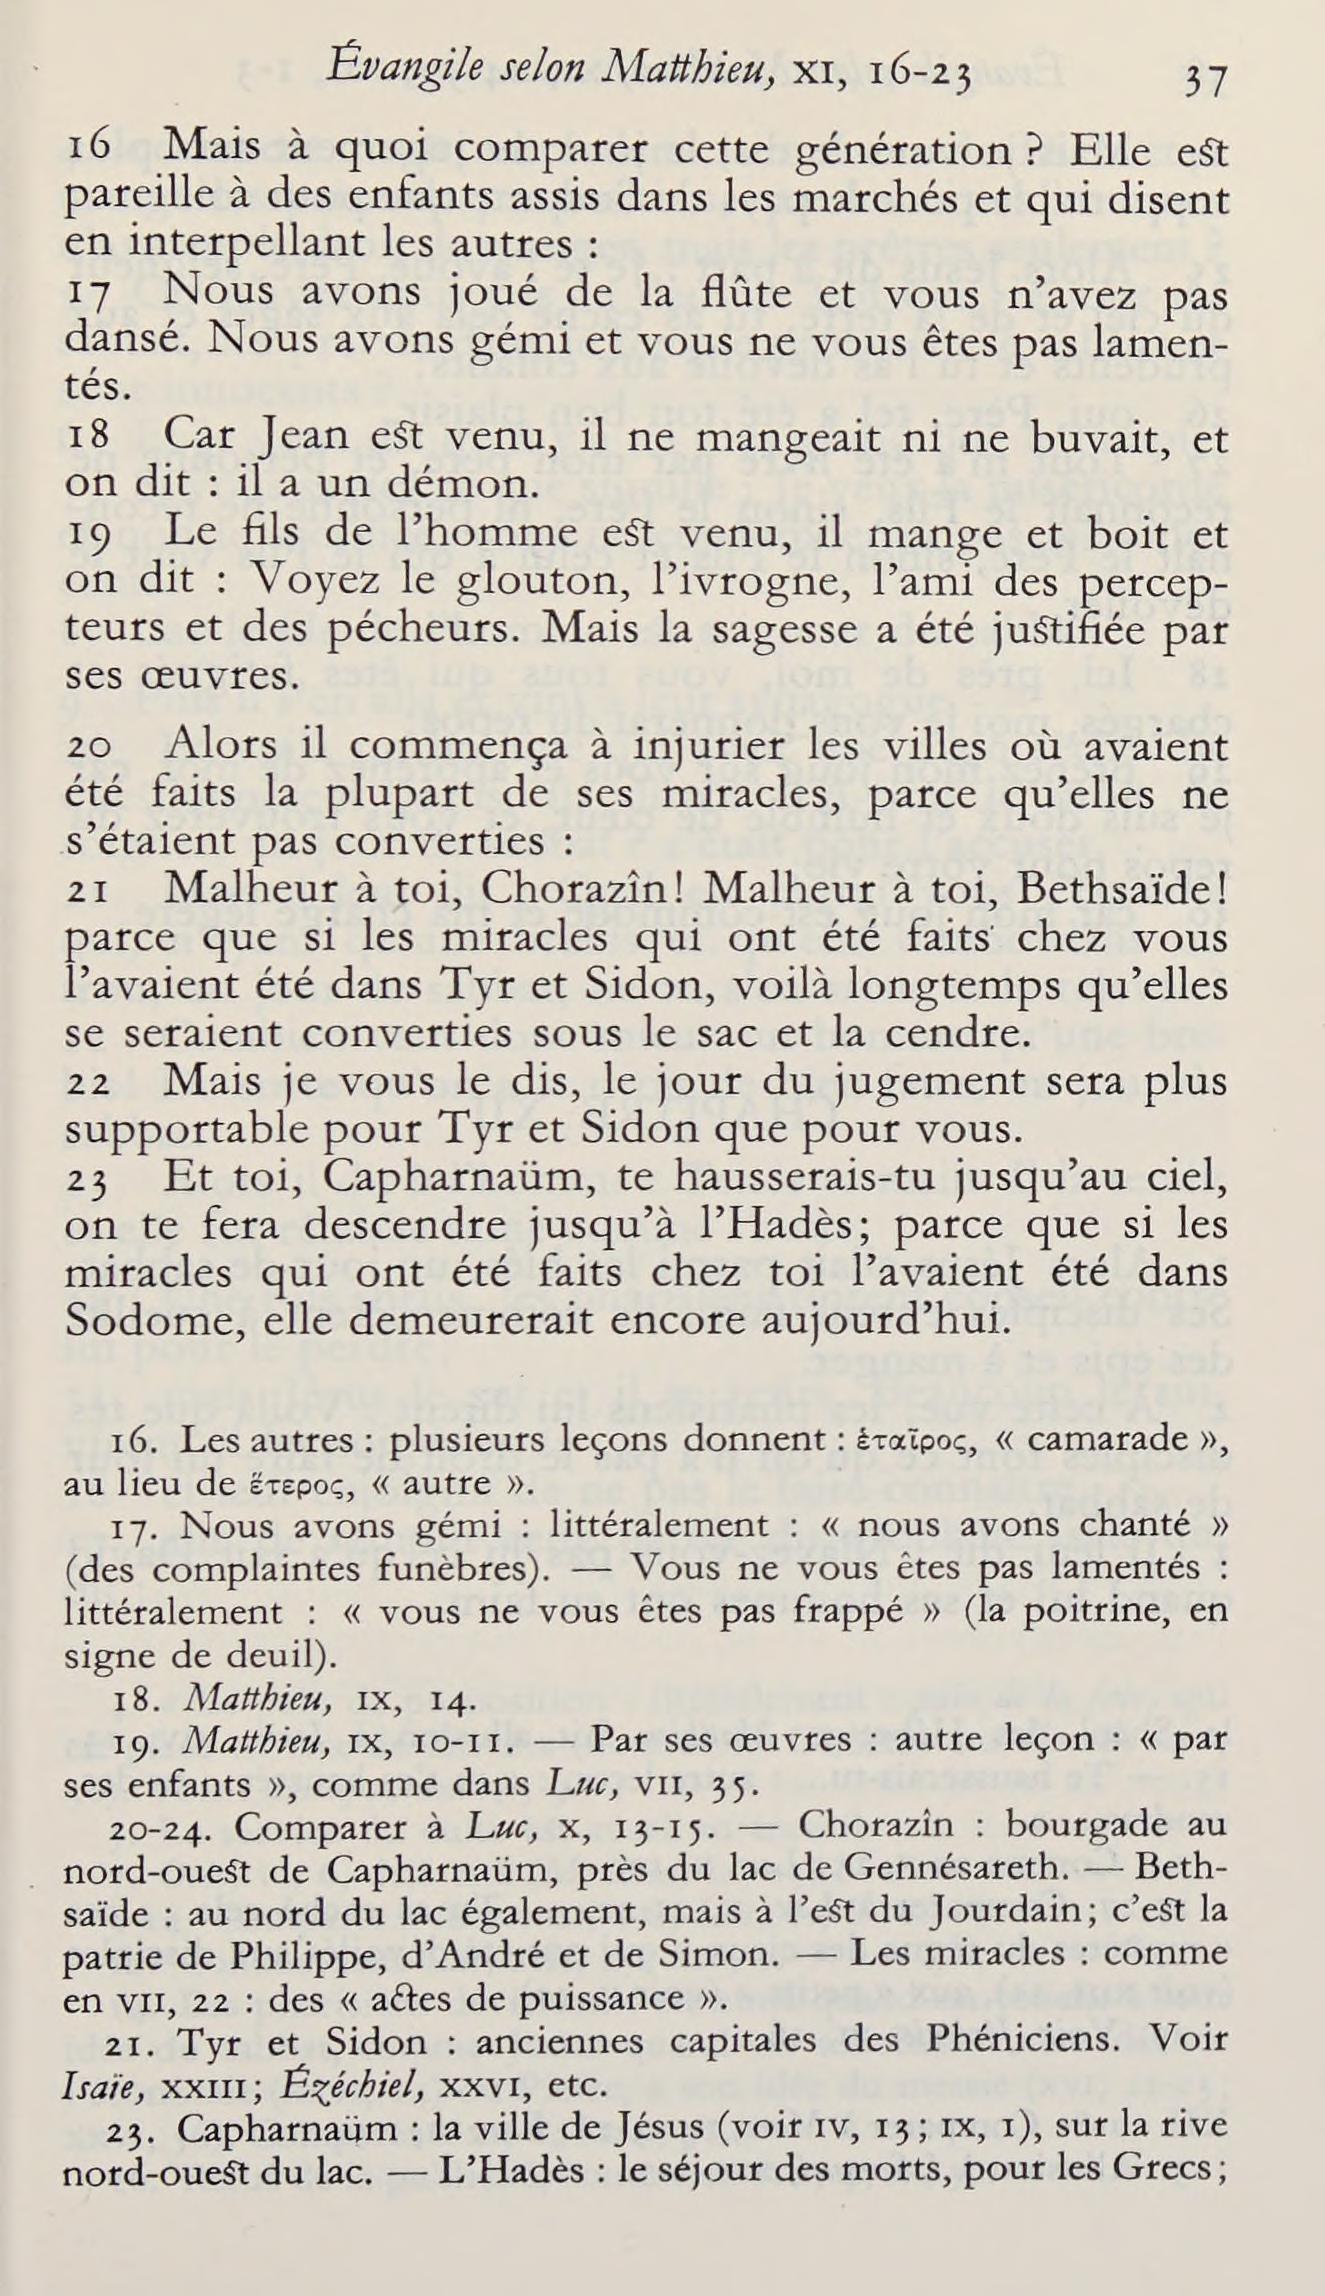 Évangile selon Matthieu, XI, 16-23 37
16 Mais à quoi comparer cette génération ? Elle est
pareille à des enfants assis dans les marchés et qui disent
en interpellant les autres :
17 Nous avons joué de la flûte et vous n’avez pas
dansé. Nous avons gémi et vous ne vous êtes pas lamen-
tés.
18 Car Jean est venu, il ne mangeait ni ne buvait, et
on dit : il a un démon.
19 Le fils de l’homme est venu, il mange et boit et
on dit : Voyez le glouton, l’ivrogne, l’ami des percep-
teurs et des pécheurs. Mais la sagesse a été justifiée par
ses œuvres.
20 Alors il commença à injurier les villes où avaient
été faits la plupart de ses miracles, parce qu’elles ne
s’étaient pas converties :
21 Malheur à toi, Chorazîn! Malheur à toi, Bethsaïde!
parce que si les miracles qui ont été faits chez vous
l’avaient été dans Tyr et Sidon, voilà longtemps qu’elles
se seraient converties sous le sac et la cendre.
22 Mais je vous le dis, le jour du jugement sera plus
supportable pour Tyr et Sidon que pour vous.
23 Et toi, Capharnaüm, te hausserais-tu jusqu’au ciel,
on te fera descendre jusqu’à l’Hadès; parce que si les
miracles qui ont été faits chez toi l’avaient été dans
Sodome, elle demeurerait encore aujourd’hui.
16. Les autres : plusieurs leçons donnent : ἑταῖρος, « camarade »,
au lieu de ἕτερος, « autre ».
17. Nous avons gémi : littéralement : « nous avons chanté »
(des complaintes funèbres). — Vous ne vous êtes pas lamentés :
littéralement : « vous ne vous êtes pas frappé » (la poitrine, en
signe de deuil).
18. Matthieu, IX, 14.
19. Matthieu, IX, 10-11. — Par ses œuvres : autre leçon : « par
ses enfants », comme dans Luc, VII, 35.
20-24. Comparer à Luc, X, 13-15. — Chorazîn : bourgade au
nord-ouest de Capharnaüm, près du lac de Gennésareth. — Beth-
saïde : au nord du lac également, mais à l’est du Jourdain; c’est la
patrie de Philippe, d’André et de Simon. — Les miracles : comme
en VII, 22 : des « actes de puissance ».
21. Tyr et Sidon : anciennes capitales des Phéniciens. Voir
Isaïe, XXIII; Ézéchiel, XXVI, etc.
23. Capharnaüm : la ville de Jésus (voir IV, 13; IX, 1), sur la rive
nord-ouest du lac. — L’Hadès : le séjour des morts, pour les Grecs;